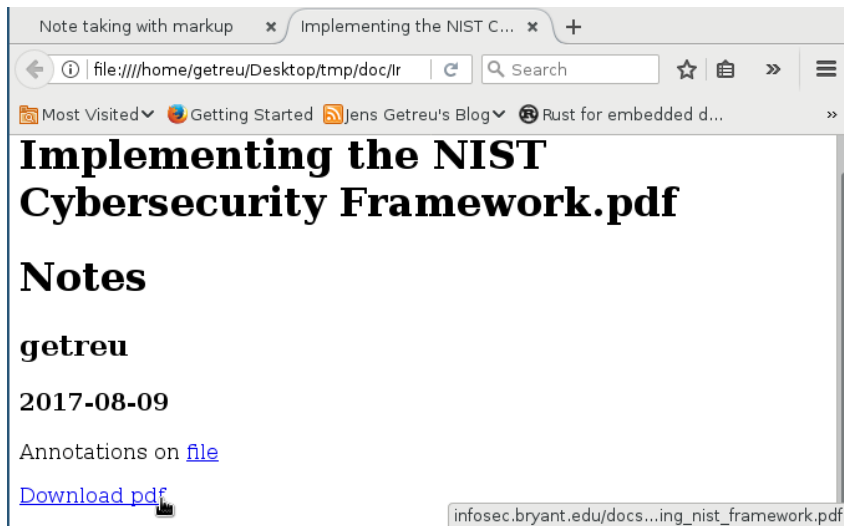 Note taking with markup
Implementing the NIST C...
file:////home/getreu/Desktop/tmp/doc/Ir
Search
Most Visited
Getting Started
Jens Getreu's Blog
Rust for embedded d...
Implementing the NIST
Cybersecurity Framework.pdf
Notes
getreu
2017-08-09
Annotations on file
Download pdf
infosec.bryant.edu/docs...ing_nist_framework.pdf